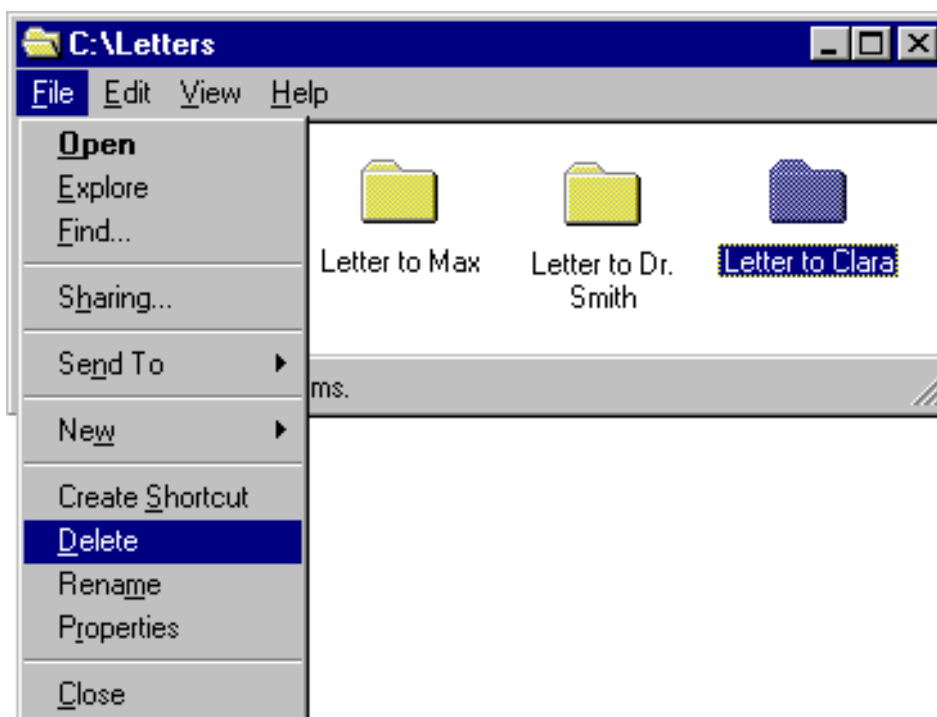 C:\Letters
File Edit View Help
Open
Explore
Find...
Sharing...
Send To
New
Create Shortcut
Delete
Rename
Properties
Close
Letter to Max
Letter to Dr.
Smith
Letter to Clara
ms.